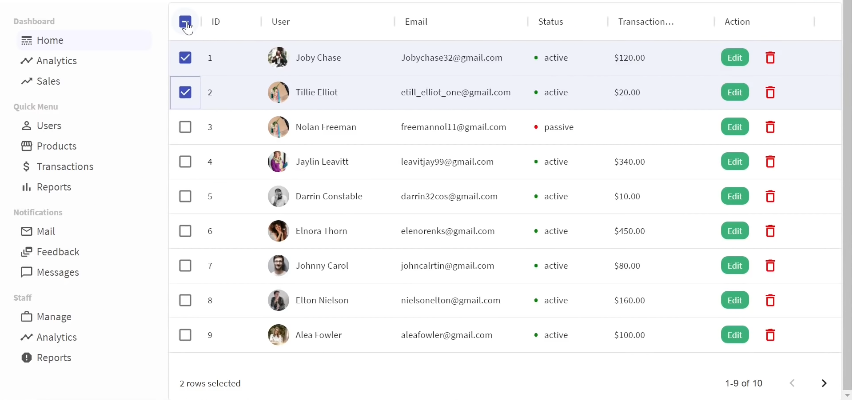 Dashboard
Home
Analytics
Sales
Quick Menu
Users
Products
Transactions
Reports
Notifications
Mail
Feedback
Messages
Staff
Manage
Analytics
Reports
ID User Email Status Transaction... Action
1 Joby Chase Jobychase32@gmail.com active $120.00 Edit
2 Tillie Elliot etill_elliot_one@gmail.com active $20.00 Edit
3 Nolan Freeman freemannol11@gmail.com passive Edit
4 Jaylin Leavitt leavitjay99@gmail.com active $340.00 Edit
5 Darrin Constable darrin32cos@gmail.com active $10.00 Edit
6 Elnora Thorn elenorenks@gmail.com active $450.00 Edit
7 Johnny Carol johncalrtin@gmail.com active $80.00 Edit
8 Elton Nielson nielsonelton@gmail.com active $160.00 Edit
9 Alea Fowler aleafowler@gmail.com active $100.00 Edit
2 rows selected
1-9 of 10